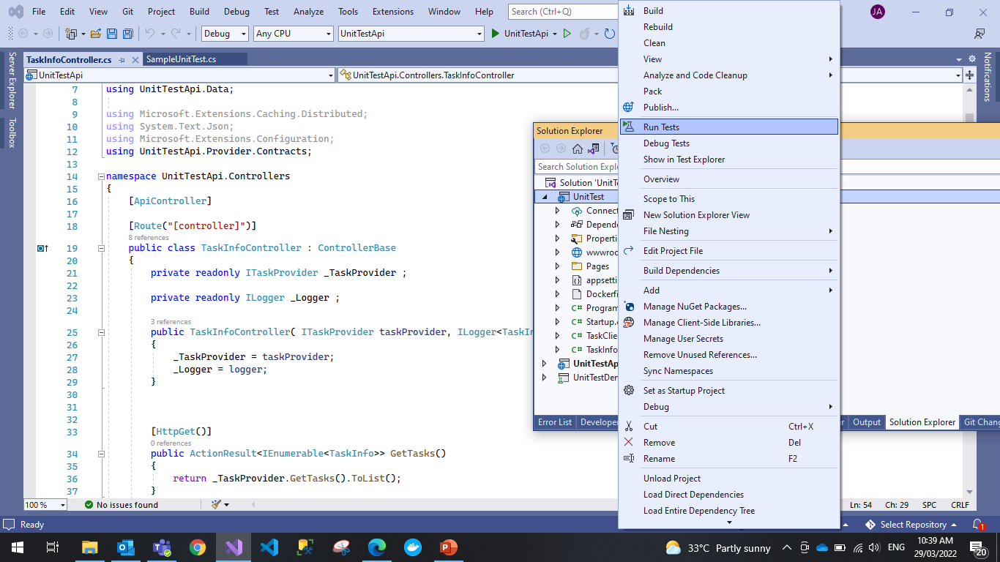 File Edit View Git Project Build Debug Test Analyze Tools Extensions Window Help Search (Ctrl+Q) JA
Debug Any CPU UnitTestApi UnitTestApi
Server Explorer
Toolbox
Notifications
TaskInfoController.cs SampleUnitTest.cs
UnitTestApi UnitTestApi.Controllers.TaskInfoController
7 using UnitTestApi.Data;
8
9 using Microsoft.Extensions.Caching.Distributed;
10 using System.Text.Json;
11 using Microsoft.Extensions.Configuration;
12 using UnitTestApi.Provider.Contracts;
13
14 namespace UnitTestApi.Controllers
15 {
16 [ApiController]
17
18 [Route("[controller]")]
8 references
19 public class TaskInfoController : ControllerBase
20 {
21 private readonly ITaskProvider _TaskProvider ;
22
23 private readonly ILogger _Logger ;
24
3 references
25 public TaskInfoController( ITaskProvider taskProvider, ILogger<TaskIn
26 {
27 _TaskProvider = taskProvider;
28 _Logger = logger;
29 }
30
31
32
33 [HttpGet()]
0 references
34 public ActionResult<IEnumerable<TaskInfo>> GetTasks()
35 {
36 return _TaskProvider.GetTasks().ToList();
37 }
100 % No issues found
Solution Explorer
Search Solution Expl
Solution 'UnitT
UnitTest
Connect
Depend
Properti
wwwroo
Pages
appsetti
Dockerfi
Program
Startup.
TaskClie
TaskInfo
UnitTestAp
UnitTestDem
Error List Develope
Output Solution Explorer Git Chang
Build
Rebuild
Clean
View
Analyze and Code Cleanup
Pack
Publish...
Run Tests
Debug Tests
Show in Test Explorer
Overview
Scope to This
New Solution Explorer View
File Nesting
Edit Project File
Build Dependencies
Add
Manage NuGet Packages...
Manage Client-Side Libraries...
Manage User Secrets
Remove Unused References...
Sync Namespaces
Set as Startup Project
Debug
Cut Ctrl+X
Remove Del
Rename F2
Unload Project
Load Direct Dependencies
Load Entire Dependency Tree
Ln: 54 Ch: 29 SPC CRLF
Ready Select Repository 1
33°C Partly sunny ENG 10:39 AM
29/03/2022
20